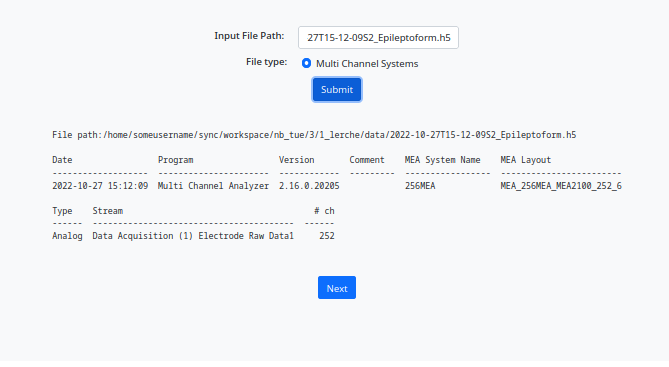 Input File Path: 27T15-12-09S2_Epileptoform.h5
File type: Multi Channel Systems
Submit
File path:/home/someusername/sync/workspace/nb_tue/3/1_lerche/data/2022-10-27T15-12-09S2_Epileptoform.h5
Date Program Version Comment MEA System Name MEA Layout
------------------- ---------------------- ------------ --------- ----------------- ------------------------
2022-10-27 15:12:09 Multi Channel Analyzer 2.16.0.20205 256MEA MEA_256MEA_MEA2100_252_6
Type Stream # ch
------ ---------------------------------------- ------
Analog Data Acquisition (1) Electrode Raw Data1 252
Next